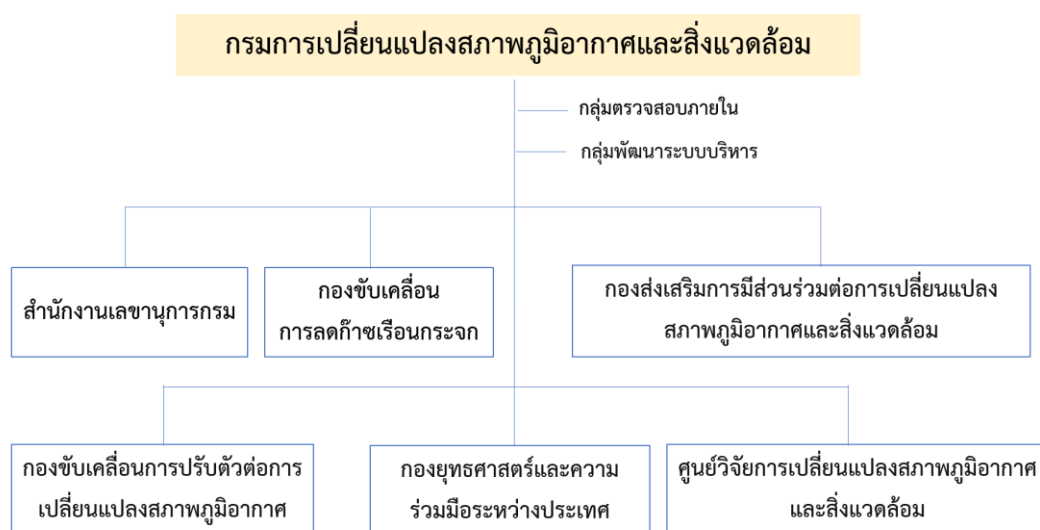 กรมการเปลี่ยนแปลงสภาพภูมิอากาศและสิ่งแวดล้อม
กลุ่มตรวจสอบภายใน
กลุ่มพัฒนาระบบบริหาร
สำนักงานเลขานุการกรม
กองขับเคลื่อน
การลดก๊าซเรือนกระจก
กองส่งเสริมการมีส่วนร่วมต่อการเปลี่ยนแปลง
สภาพภูมิอากาศและสิ่งแวดล้อม
กองขับเคลื่อนการปรับตัวต่อการ
เปลี่ยนแปลงสภาพภูมิอากาศ
กองยุทธศาสตร์และความ
ร่วมมือระหว่างประเทศ
ศูนย์วิจัยการเปลี่ยนแปลงสภาพภูมิอากาศ
และสิ่งแวดล้อม